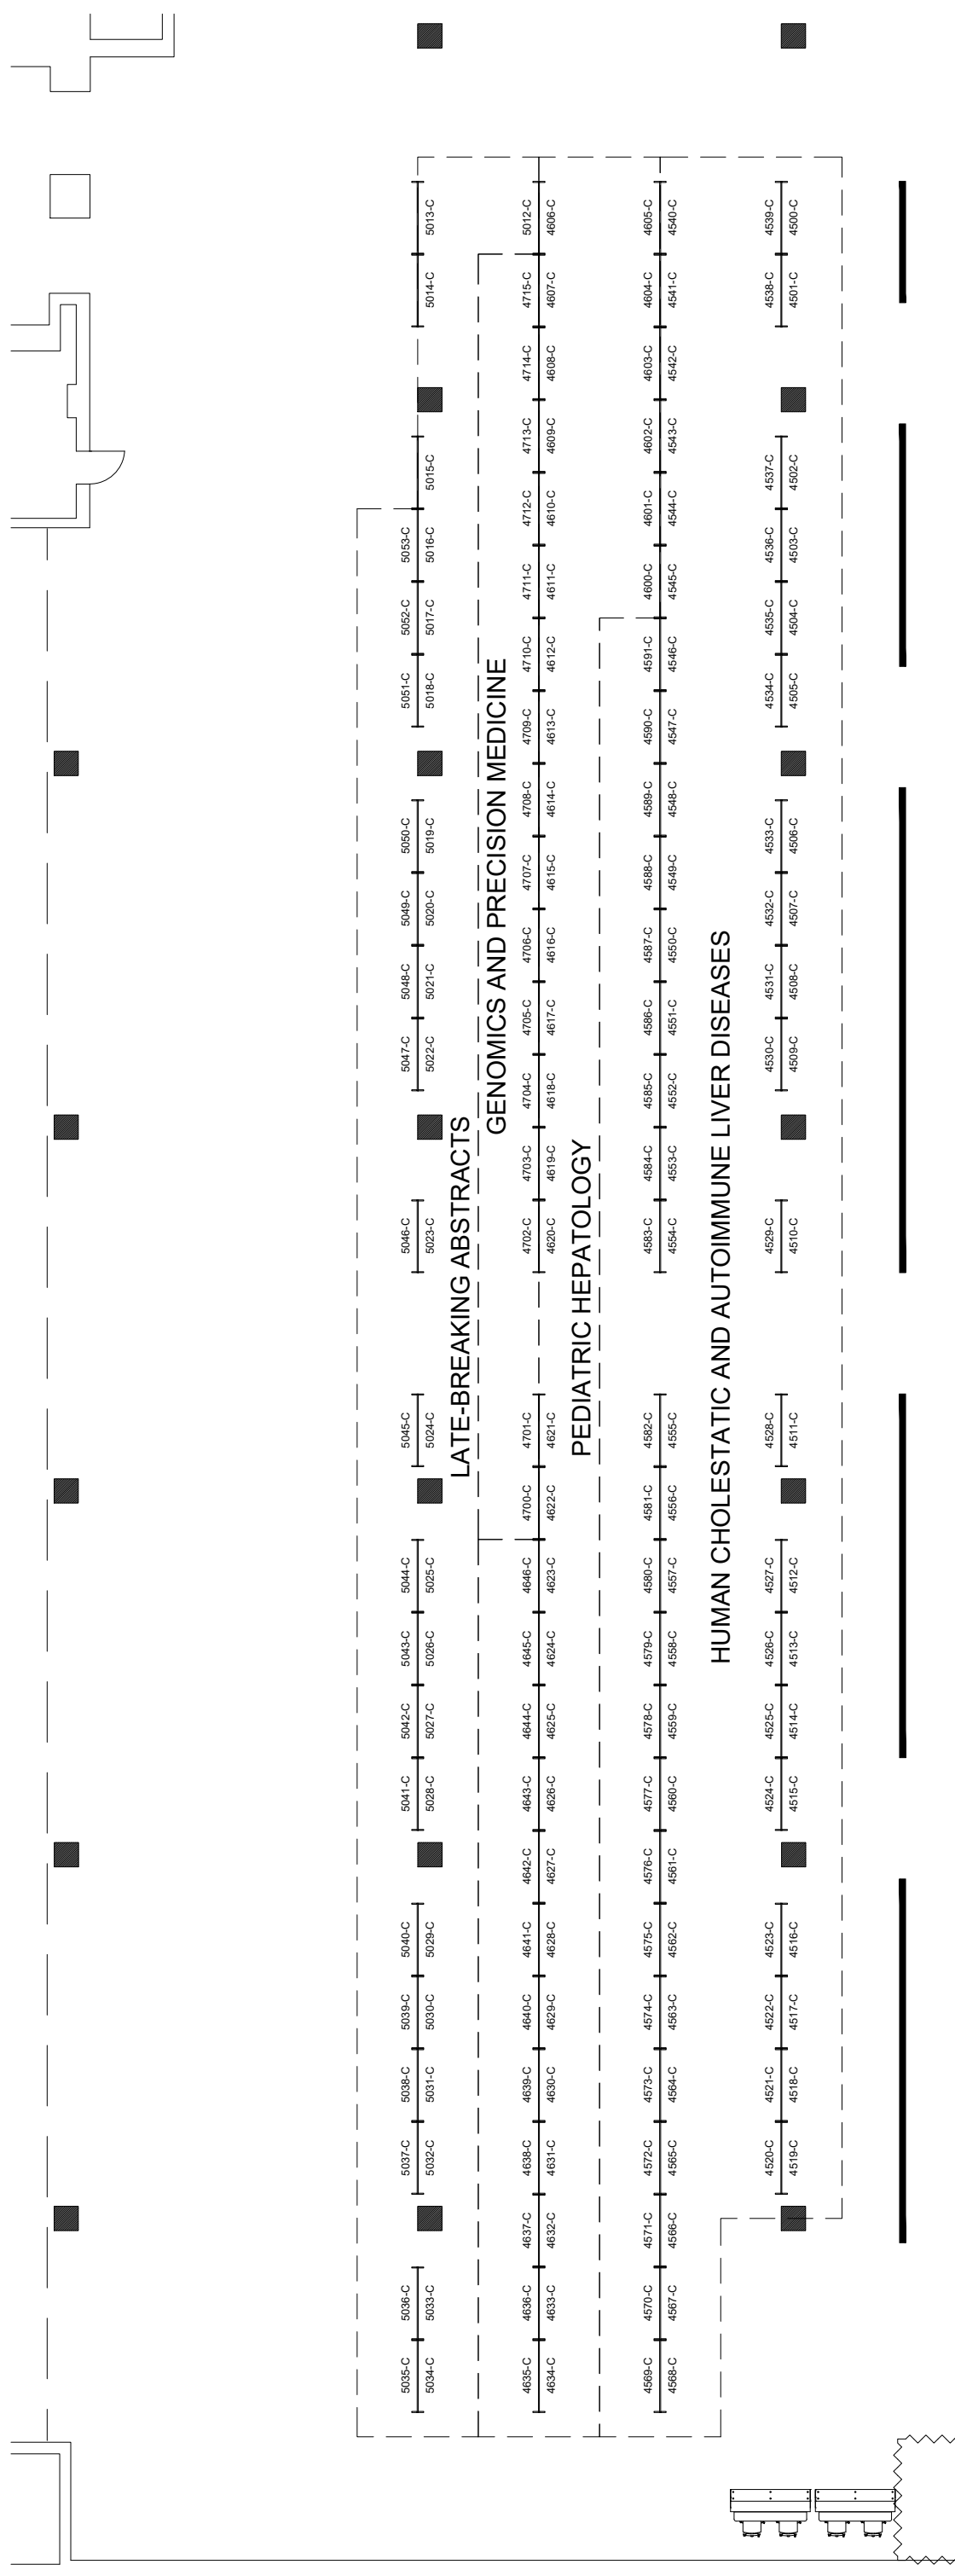 5035-C 5036-C 5037-C 5038-C 5039-C 5040-C 5041-C 5042-C 5043-C 5044-C 5045-C 5046-C 5047-C 5048-C 5049-C 5050-C 5051-C 5052-C 5053-C
5034-C 5033-C 5032-C 5031-C 5030-C 5029-C 5028-C 5027-C 5026-C 5025-C 5024-C 5023-C 5022-C 5021-C 5020-C 5019-C 5018-C 5017-C 5016-C 5015-C 5014-C 5013-C
LATE-BREAKING ABSTRACTS
GENOMICS AND PRECISION MEDICINE
4635-C 4636-C 4637-C 4638-C 4639-C 4640-C 4641-C 4642-C 4643-C 4644-C 4645-C 4646-C 4700-C 4701-C 4702-C 4703-C 4704-C 4705-C 4706-C 4707-C 4708-C 4709-C 4710-C 4711-C 4712-C 4713-C 4714-C 4715-C 5012-C
4634-C 4633-C 4632-C 4631-C 4630-C 4629-C 4628-C 4627-C 4626-C 4625-C 4624-C 4623-C 4622-C 4621-C 4620-C 4619-C 4618-C 4617-C 4616-C 4615-C 4614-C 4613-C 4612-C 4611-C 4610-C 4609-C 4608-C 4607-C 4606-C
PEDIATRIC HEPATOLOGY
4569-C 4570-C 4571-C 4572-C 4573-C 4574-C 4575-C 4576-C 4577-C 4578-C 4579-C 4580-C 4581-C 4582-C 4583-C 4584-C 4585-C 4586-C 4587-C 4588-C 4589-C 4590-C 4591-C 4600-C 4601-C 4602-C 4603-C 4604-C 4605-C
4568-C 4567-C 4566-C 4565-C 4564-C 4563-C 4562-C 4561-C 4560-C 4559-C 4558-C 4557-C 4556-C 4555-C 4554-C 4553-C 4552-C 4551-C 4550-C 4549-C 4548-C 4547-C 4546-C 4545-C 4544-C 4543-C 4542-C 4541-C 4540-C
HUMAN CHOLESTATIC AND AUTOIMMUNE LIVER DISEASES
4520-C 4521-C 4522-C 4523-C 4524-C 4525-C 4526-C 4527-C 4528-C 4529-C 4530-C 4531-C 4532-C 4533-C 4534-C 4535-C 4536-C 4537-C 4538-C 4539-C
4519-C 4518-C 4517-C 4516-C 4515-C 4514-C 4513-C 4512-C 4511-C 4510-C 4509-C 4508-C 4507-C 4506-C 4505-C 4504-C 4503-C 4502-C 4501-C 4500-C